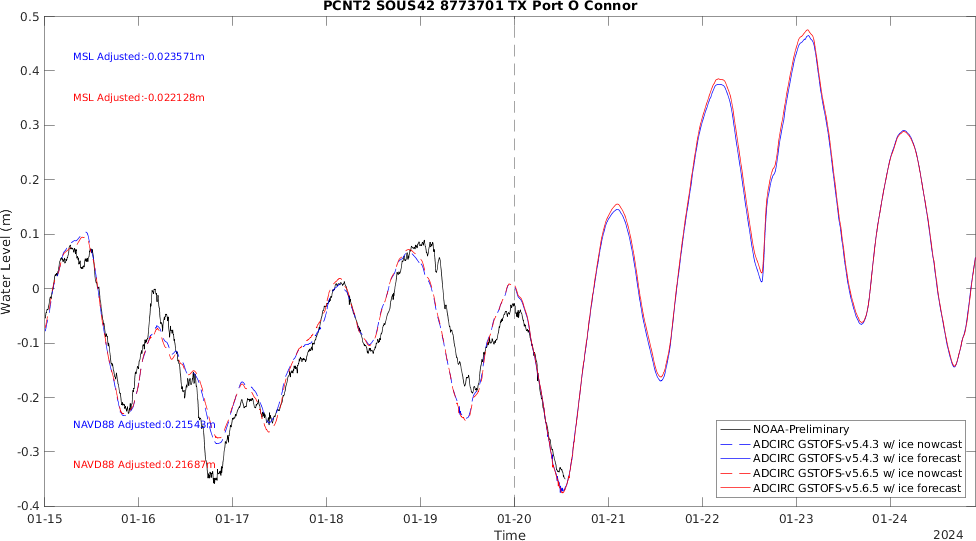 PCNT2 SOUS42 8773701 TX Port O Connor
0.5
MSL Adjusted:-0.023571m
0.4
MSL Adjusted:-0.022128m
0.3
0.2
0.1
Water Level (m)
0
-0.1
-0.2
NAVD88 Adjusted:0.21543m
-0.3
NAVD88 Adjusted:0.21687m
-0.4
NOAA-Preliminary
ADCIRC GSTOFS-v5.4.3 w/ ice nowcast
ADCIRC GSTOFS-v5.4.3 w/ ice forecast
ADCIRC GSTOFS-v5.6.5 w/ ice nowcast
ADCIRC GSTOFS-v5.6.5 w/ ice forecast
01-15 01-16 01-17 01-18 01-19 01-20 01-21 01-22 01-23 01-24
Time
2024